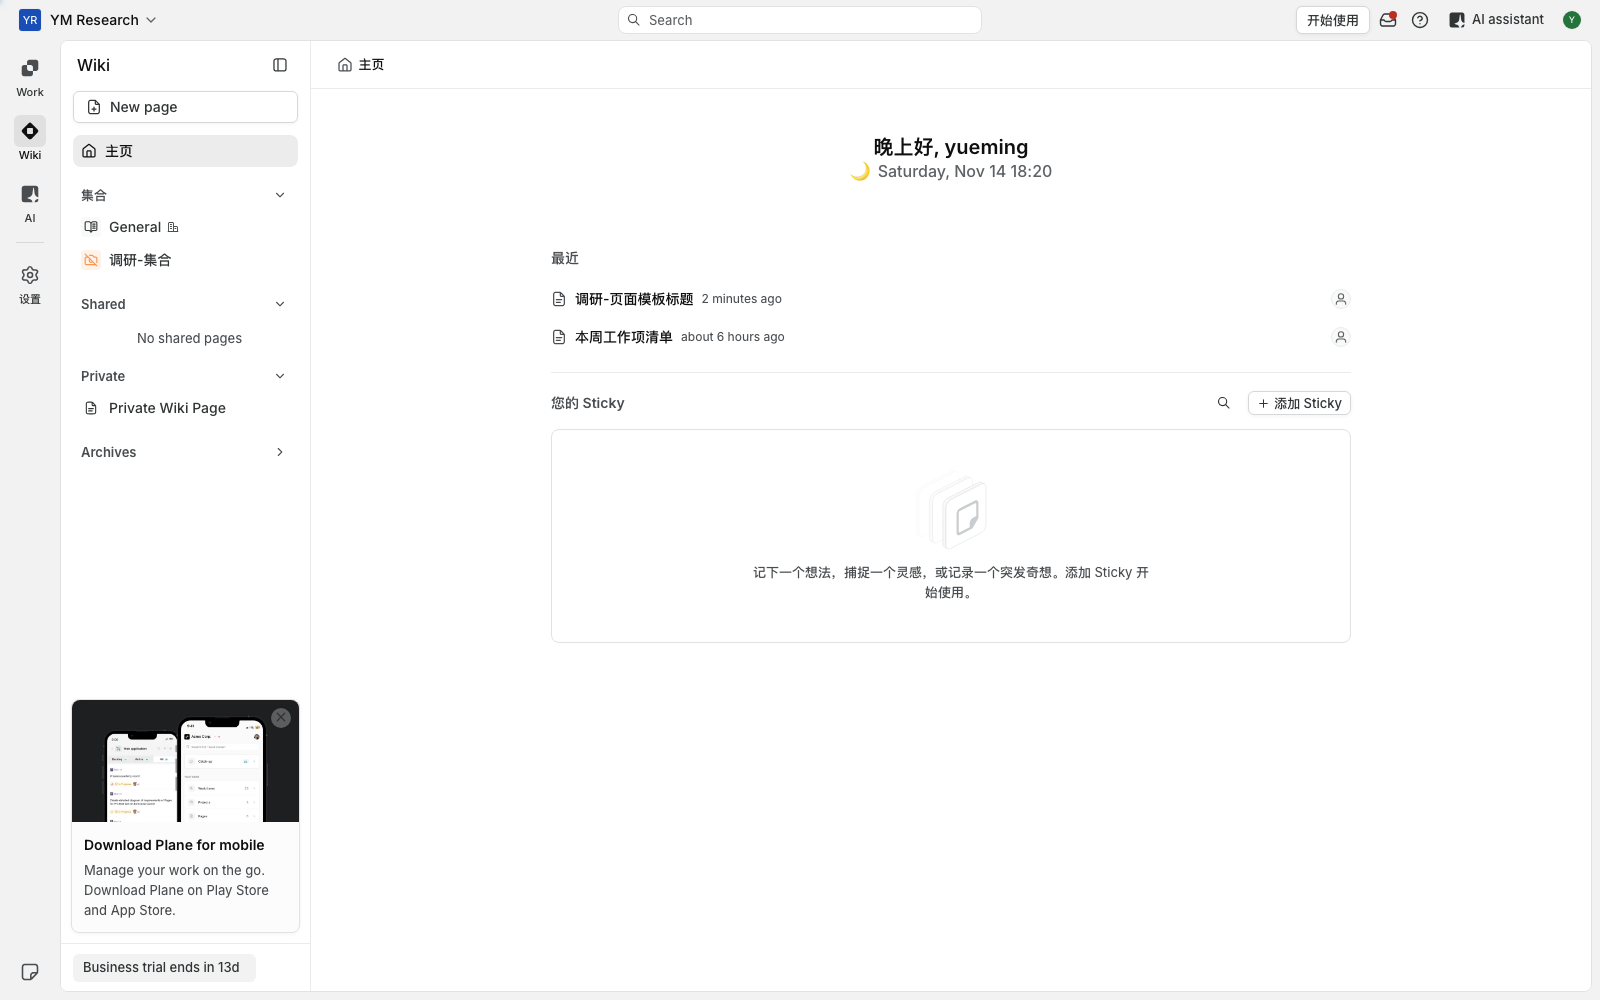 YR YM Research
Search
开始使用
AI assistant
Y
Work
Wiki
AI
设置
Wiki
New page
主页
集合
General
调研-集合
Shared
No shared pages
Private
Private Wiki Page
Archives
Download Plane for mobile
Manage your work on the go.
Download Plane on Play Store
and App Store.
Business trial ends in 13d
主页
晚上好, yueming
🌙 Saturday, Nov 14 18:20
最近
调研-页面模板标题 2 minutes ago
本周工作项清单 about 6 hours ago
您的 Sticky
添加 Sticky
记下一个想法，捕捉一个灵感，或记录一个突发奇想。添加 Sticky 开
始使用。